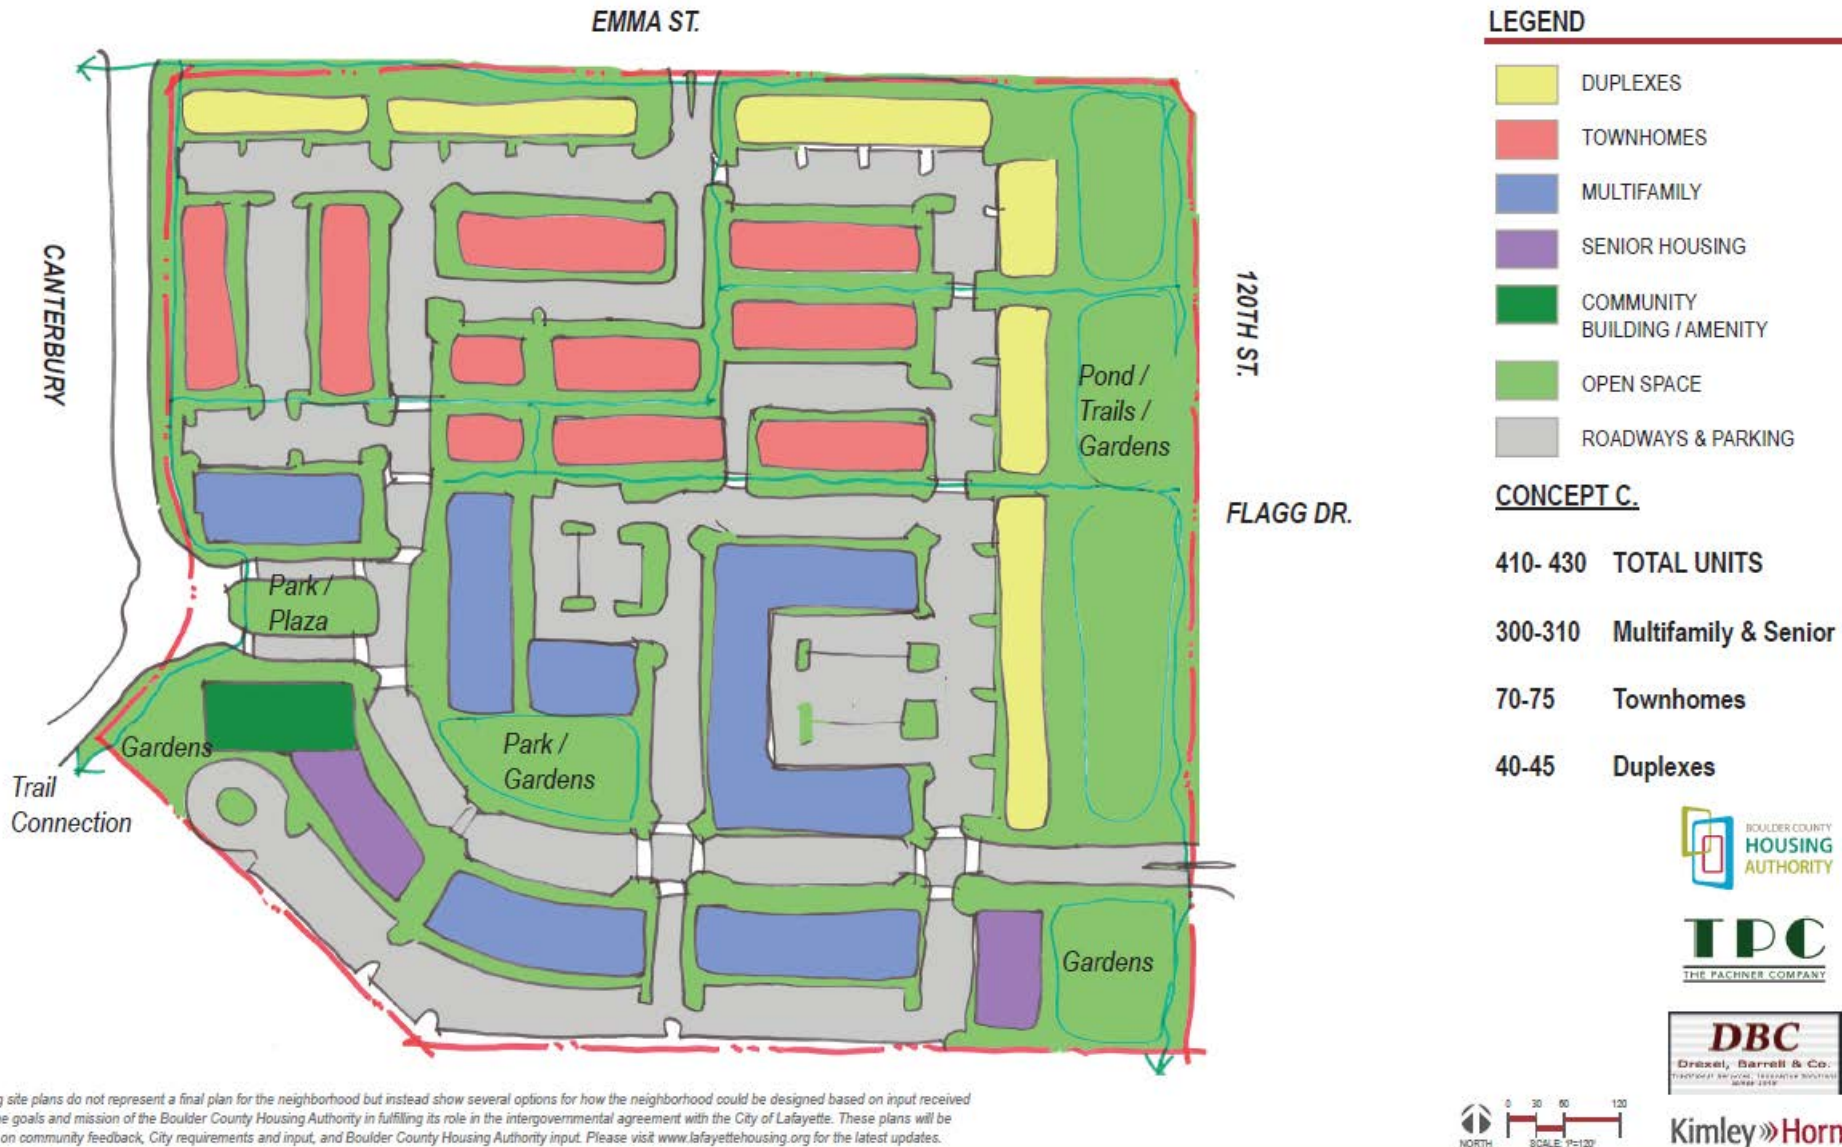 EMMA ST.
CANTERBURY
120TH ST.
FLAGG DR.
Pond /
Trails /
Gardens
Park /
Plaza
Gardens
Park /
Gardens
Trail
Connection
Gardens
LEGEND
DUPLEXES
TOWNHOMES
MULTIFAMILY
SENIOR HOUSING
COMMUNITY
BUILDING / AMENITY
OPEN SPACE
ROADWAYS & PARKING
CONCEPT C.
410- 430 TOTAL UNITS
300-310 Multifamily & Senior
70-75 Townhomes
40-45 Duplexes
BOULDER COUNTY
HOUSING
AUTHORITY
TPC
THE PACHNER COMPANY
DBC
Drexel, Barrell & Co.
Kimley»Horn
NORTH
0 30 60 120
SCALE: 1"=120'
site plans do not represent a final plan for the neighborhood but instead show several options for how the neighborhood could be designed based on input received
goals and mission of the Boulder County Housing Authority in fulfilling its role in the intergovernmental agreement with the City of Lafayette. These plans will be
on community feedback, City requirements and input, and Boulder County Housing Authority input. Please visit www.lafayettehousing.org for the latest updates.